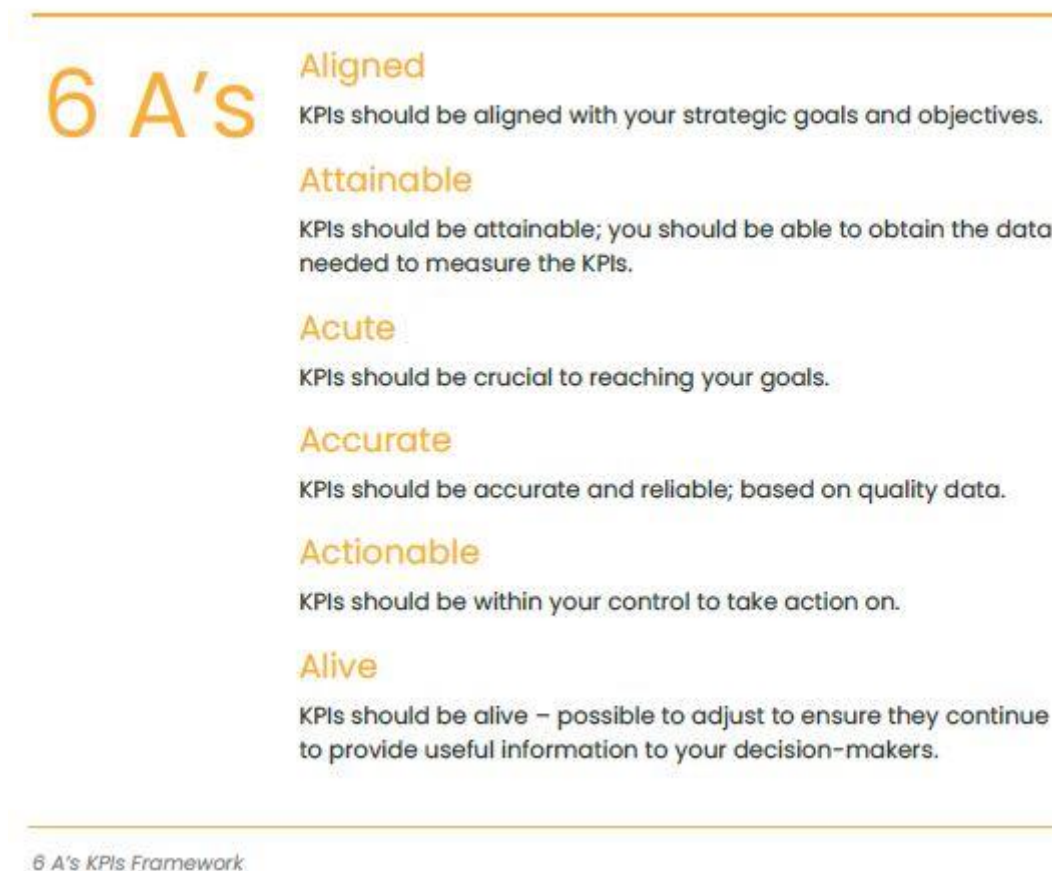 6 A's
Aligned
KPIs should be aligned with your strategic goals and objectives.
Attainable
KPIs should be attainable; you should be able to obtain the data
needed to measure the KPIs.
Acute
KPIs should be crucial to reaching your goals.
Accurate
KPIs should be accurate and reliable; based on quality data.
Actionable
KPIs should be within your control to take action on.
Alive
KPIs should be alive – possible to adjust to ensure they continue
to provide useful information to your decision-makers.
6 A's KPIs Framework